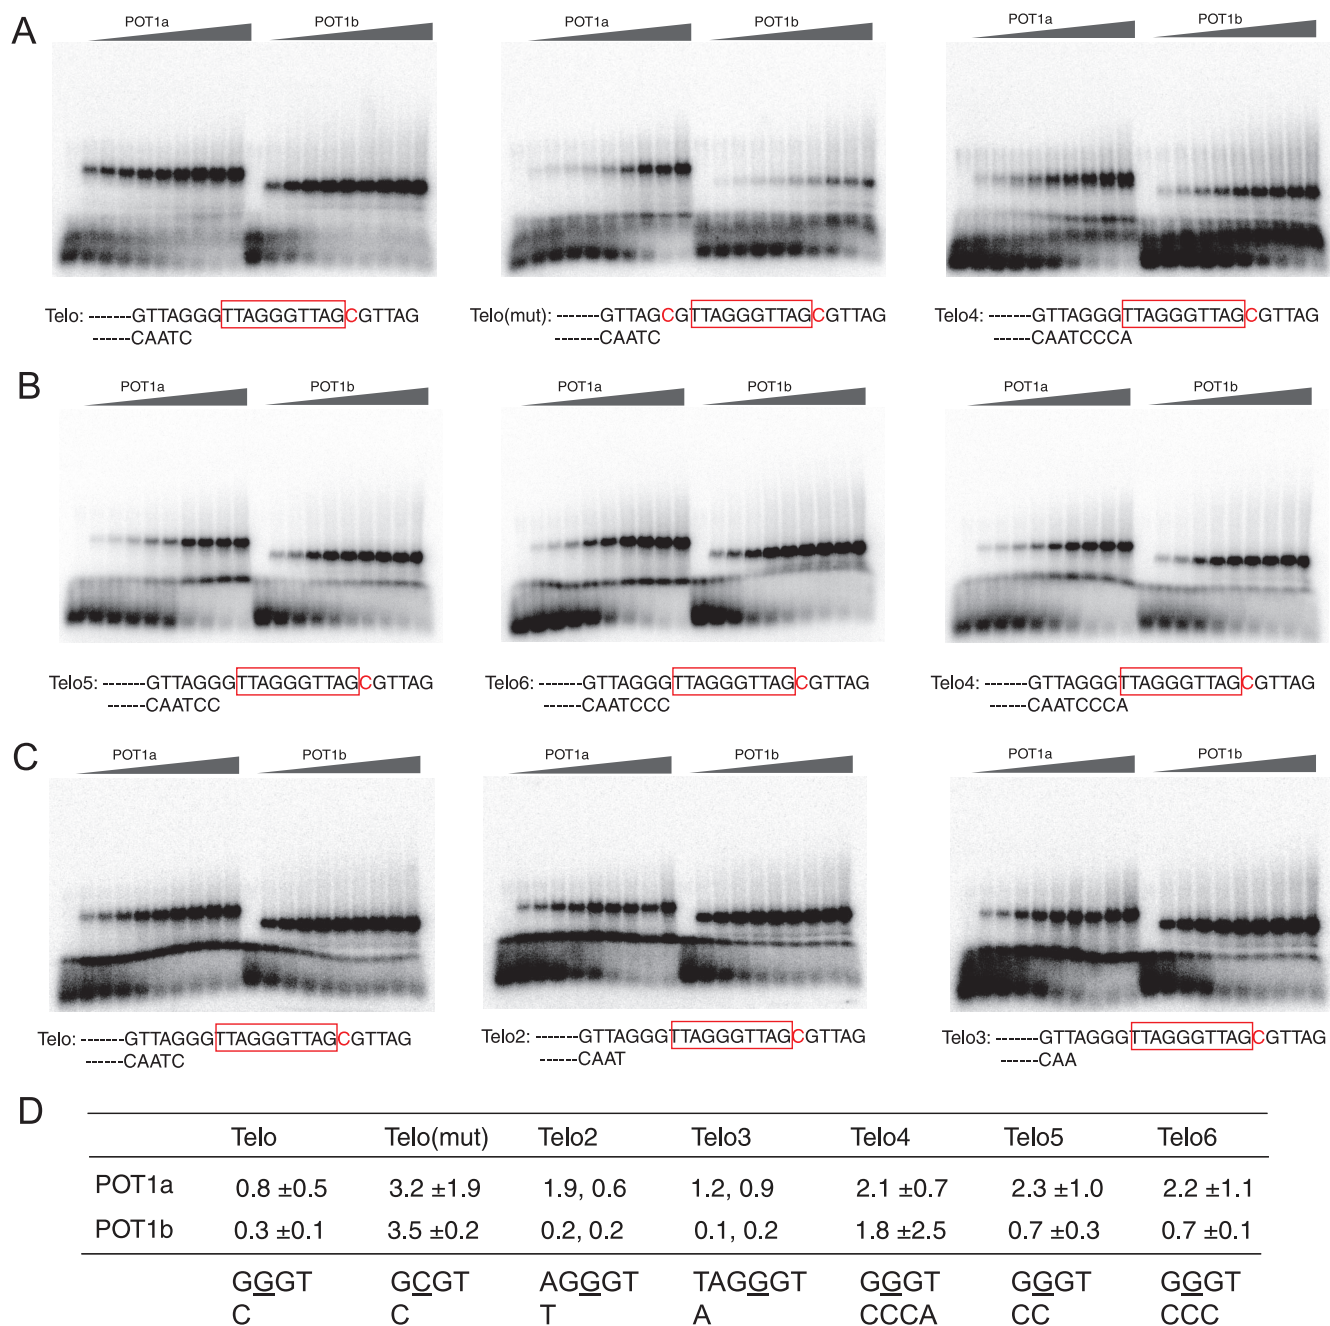 A
POT1a POT1b POT1a POT1b POT1a POT1b
Telo: -------GTTAGGGTTAGGGTTAGCGTTAG
------CAATC
Telo(mut): -------GTTAGCGTTAGGGTTAGCGTTAG
------CAATC
Telo4: -------GTTAGGGTTAGGGTTAGCGTTAG
------CAATCCCA
B
POT1a POT1b POT1a POT1b POT1a POT1b
Telo5: -------GTTAGGGTTAGGGTTAGCGTTAG
------CAATCC
Telo6: -------GTTAGGGTTAGGGTTAGCGTTAG
------CAATCCC
Telo4: -------GTTAGGGTTAGGGTTAGCGTTAG
------CAATCCCA
C
POT1a POT1b POT1a POT1b POT1a POT1b
Telo: -------GTTAGGGTTAGGGTTAGCGTTAG
------CAATC
Telo2: -------GTTAGGGTTAGGGTTAGCGTTAG
------CAAT
Telo3: -------GTTAGGGTTAGGGTTAGCGTTAG
------CAA
D
Telo Telo(mut) Telo2 Telo3 Telo4 Telo5 Telo6
POT1a 0.8 ±0.5 3.2 ±1.9 1.9, 0.6 1.2, 0.9 2.1 ±0.7 2.3 ±1.0 2.2 ±1.1
POT1b 0.3 ±0.1 3.5 ±0.2 0.2, 0.2 0.1, 0.2 1.8 ±2.5 0.7 ±0.3 0.7 ±0.1
GGGT GCGT AGGGT TAGGGT GGGT GGGT GGGT
C C T A CCCA CC CCC